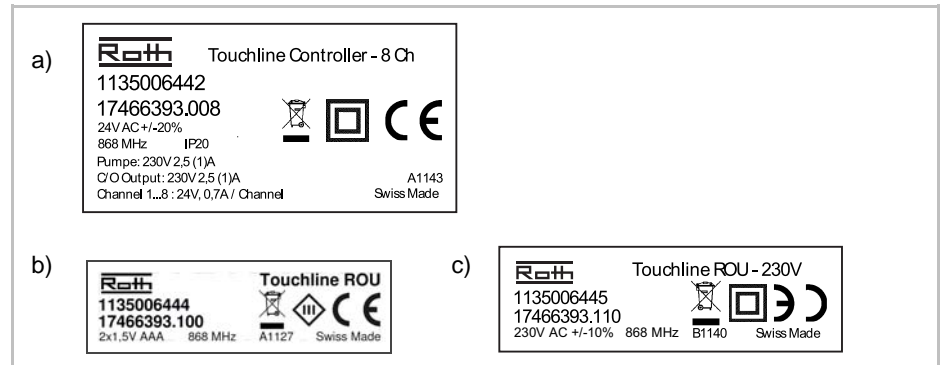 a)
Roth Touchline Controller - 8 Ch
1135006442
17466393.008
24V AC +/-20%
868 MHz IP20
Pumpe: 230V 2,5 (1)A
C/O Output: 230V 2,5 (1)A A1143
Channel 1...8 : 24V, 0,7A / Channel Swiss Made
b)
Roth Touchline ROU
1135006444
17466393.100
2x1,5V AAA 868 MHz A1127 Swiss Made
c)
Roth Touchline ROU - 230V
1135006445
17466393.110
230V AC +/-10% 868 MHz B1140 Swiss Made